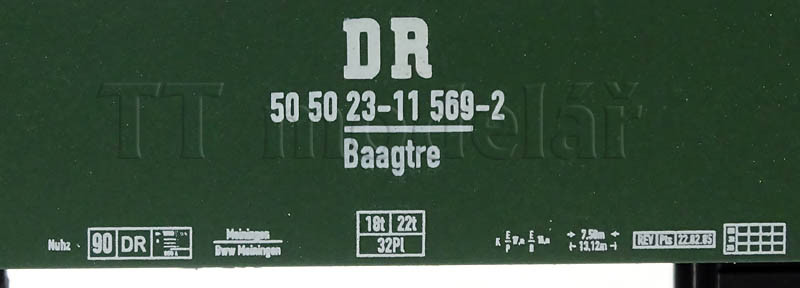 DR
50 50 23-11 569-2
Baagtre
TT modelář
Nuhz 90 DR
Meiningen
Bww Meiningen
18t 22t
32Pl
7,50m
13,12m
REV Pts 22.02.85